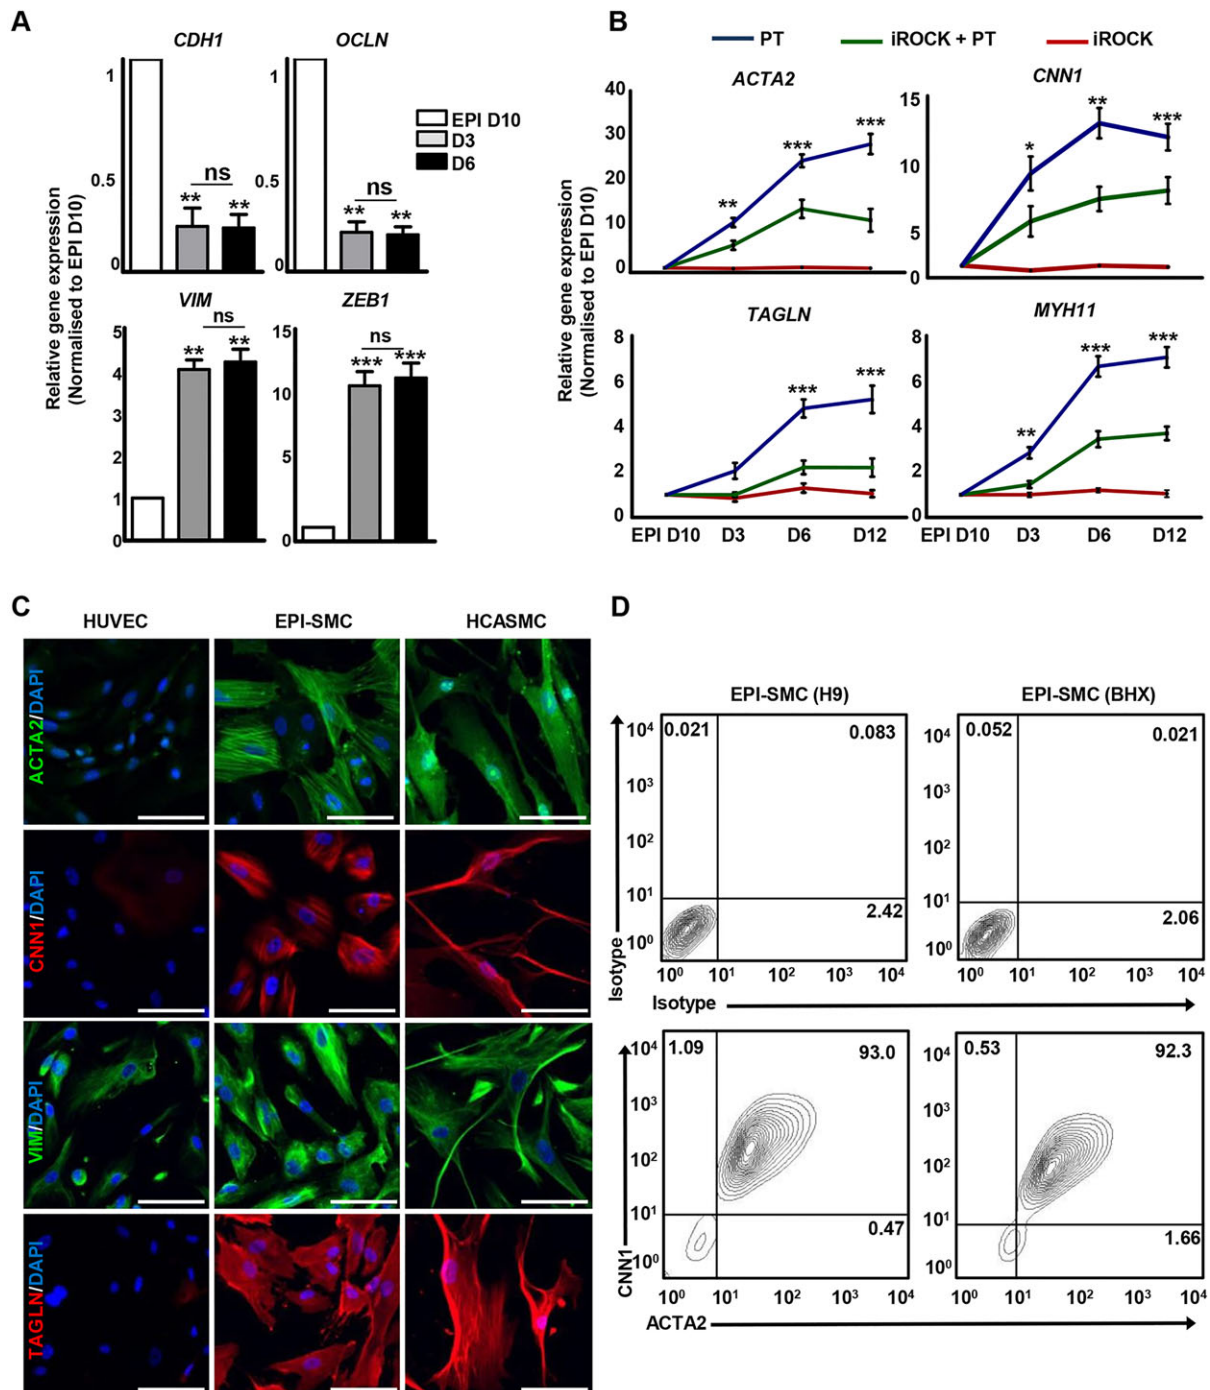 A
CDH1
OCLN
1
0.5
0
1
0.5
0
ns
**
**
ns
**
**
EPI D10
D3
D6
VIM
ZEB1
5
4
3
2
1
0
15
10
5
0
ns
**
**
ns
***
***
Relative gene expression
(Normalised to EPI D10)
B
PT
iROCK + PT
iROCK
ACTA2
CNN1
40
30
20
10
0
**
***
***
15
10
5
0
*
**
***
TAGLN
MYH11
8
6
4
2
0
***
***
8
6
4
2
0
**
***
***
EPI D10
D3
D6
D12
EPI D10
D3
D6
D12
Relative gene expression
(Normalised to EPI D10)
C
HUVEC
EPI-SMC
HCASMC
ACTA2/DAPI
CNN1/DAPI
VIM/DAPI
TAGLN/DAPI
D
EPI-SMC (H9)
EPI-SMC (BHX)
10⁴
10³
10²
10¹
10⁰
0.021
0.083
2.42
10⁰
10¹
10²
10³
10⁴
10⁴
10³
10²
10¹
10⁰
0.052
0.021
2.06
10⁰
10¹
10²
10³
10⁴
Isotype
Isotype
10⁴
10³
10²
10¹
10⁰
1.09
93.0
0.47
10⁰
10¹
10²
10³
10⁴
10⁴
10³
10²
10¹
10⁰
0.53
92.3
1.66
10⁰
10¹
10²
10³
10⁴
CNN1
ACTA2